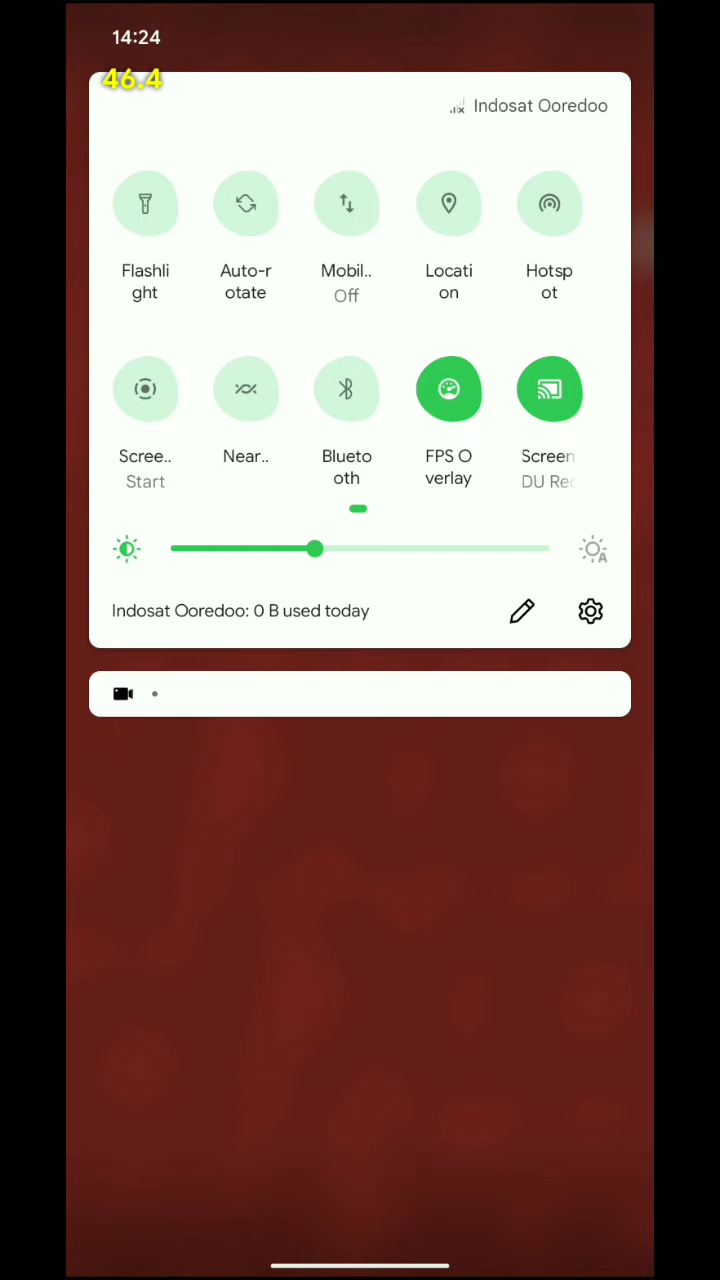 14:24
46.4
Indosat Ooredoo
Flashli
ght
Auto-r
otate
Mobil..
Off
Locati
on
Hotsp
ot
Scree..
Start
Near..
Blueto
oth
FPS O
verlay
Screen
DU Rec
A
Indosat Ooredoo: 0 B used today